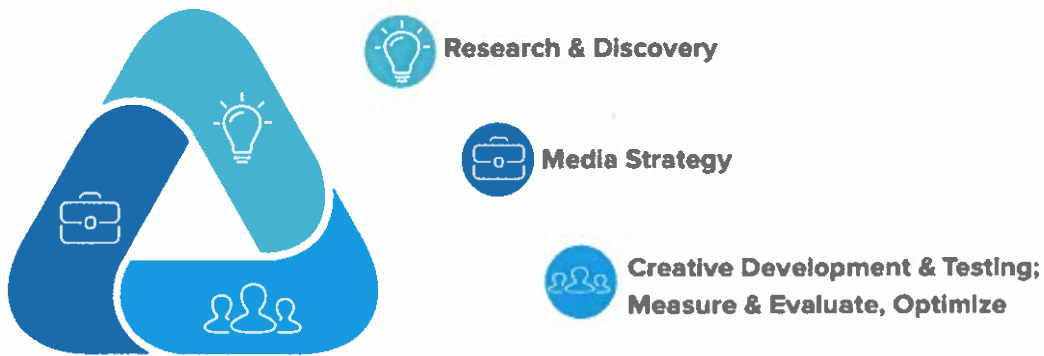 Research & Discovery
Media Strategy
Creative Development & Testing;
Measure & Evaluate, Optimize